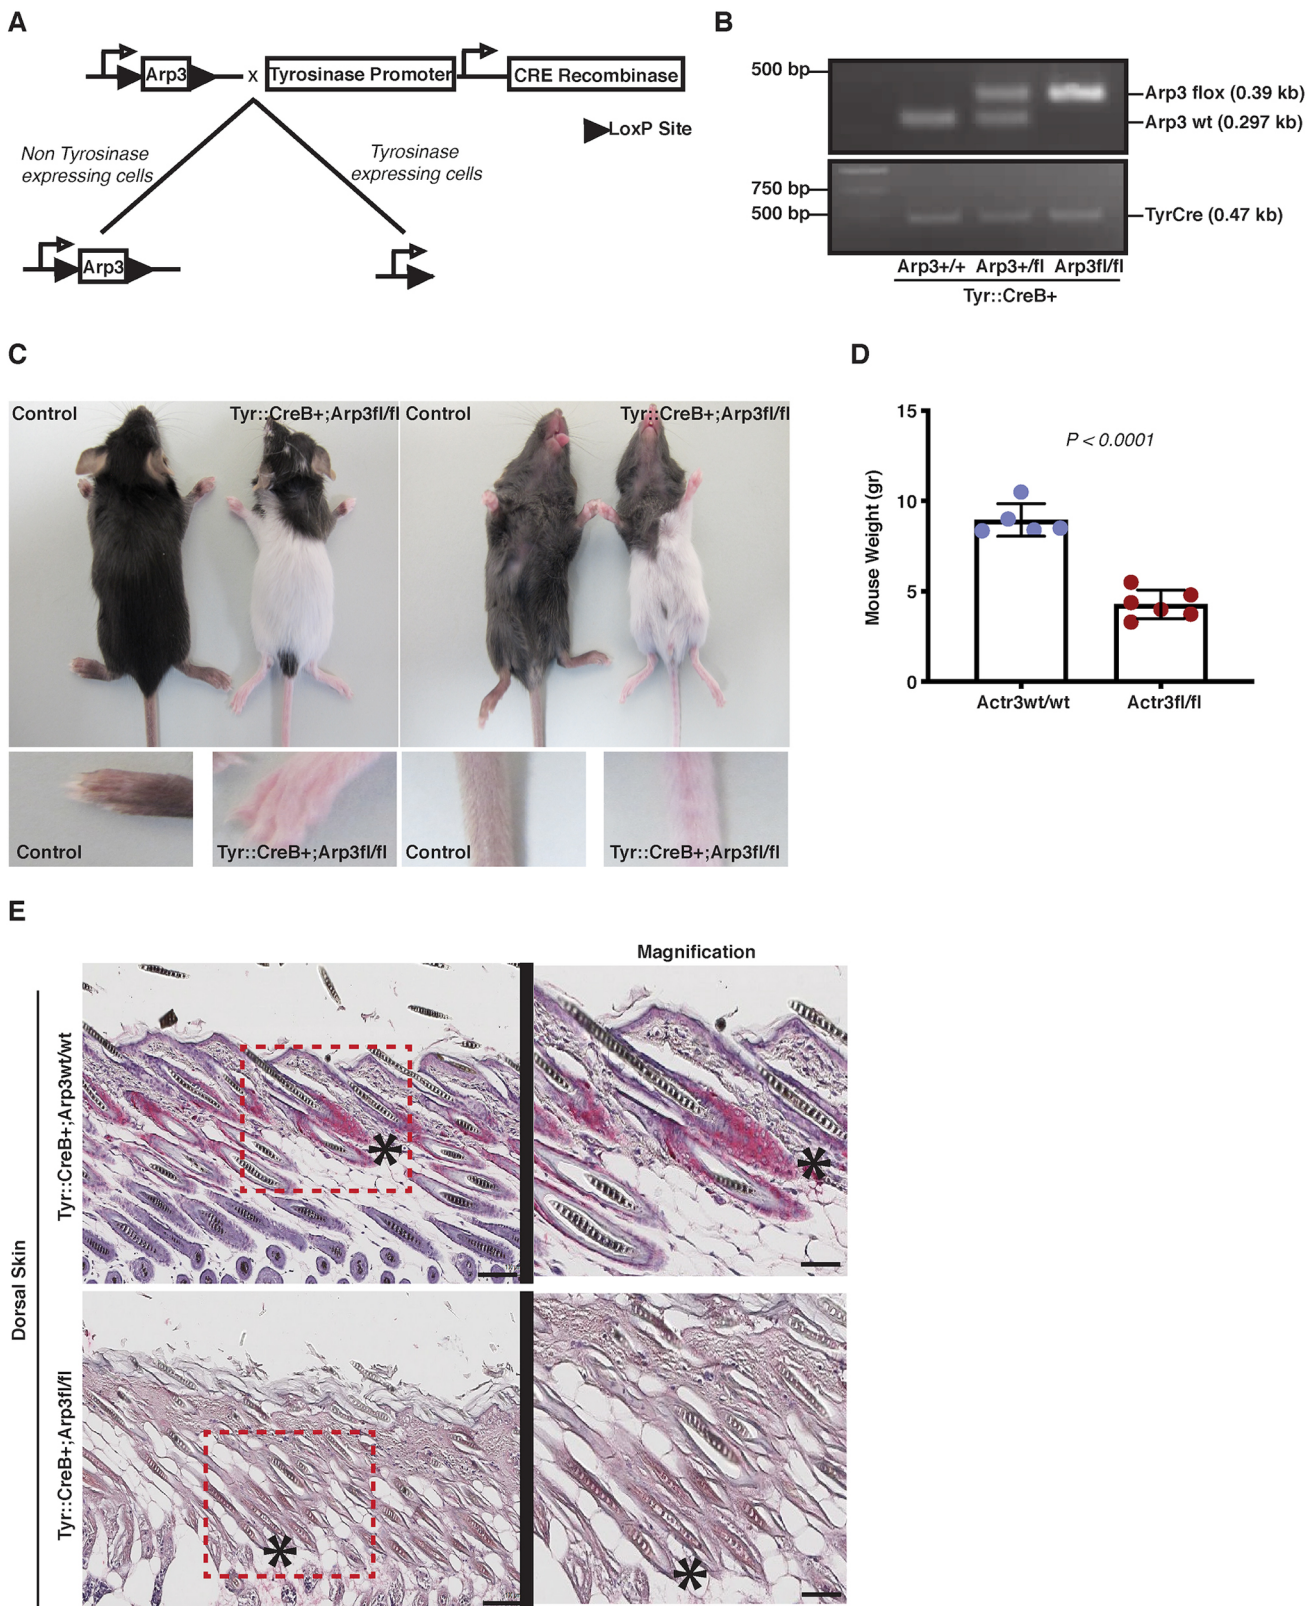 A
Arp3
x
Tyrosinase Promoter
CRE Recombinase
LoxP Site
Non Tyrosinase
expressing cells
Tyrosinase
expressing cells
Arp3
B
500 bp
Arp3 flox (0.39 kb)
Arp3 wt (0.297 kb)
750 bp
500 bp
TyrCre (0.47 kb)
Arp3+/+ Arp3+/fl Arp3fl/fl
Tyr::CreB+
C
Control
Tyr::CreB+;Arp3fl/fl
Control
Tyr::CreB+;Arp3fl/fl
Control
Tyr::CreB+;Arp3fl/fl
Control
Tyr::CreB+;Arp3fl/fl
D
15
P < 0.0001
10
Mouse Weight (gr)
5
0
Actr3wt/wt
Actr3fl/fl
E
Magnification
Tyr::CreB+;Arp3wt/wt
Dorsal Skin
Tyr::CreB+;Arp3fl/fl